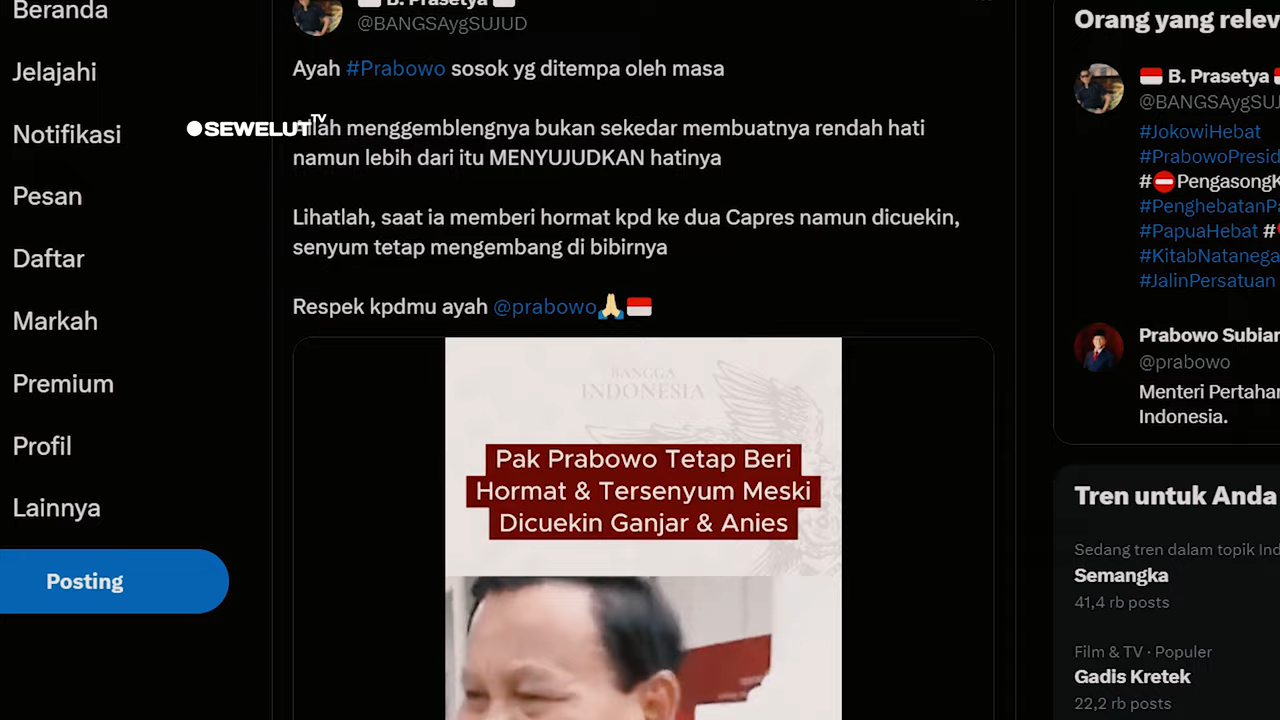 Beranda
Jelajahi
Notifikasi
Pesan
Daftar
Markah
Premium
Profil
Lainnya
Posting
SEWELUT TV
B. Prasetya
@BANGSAygSUJUD
Ayah #Prabowo sosok yg ditempa oleh masa
menggemblengnya bukan sekedar membuatnya rendah hati
namun lebih dari itu MENYUJUDKAN hatinya
Lihatlah, saat ia memberi hormat kpd ke dua Capres namun dicuekin,
senyum tetap mengembang di bibirnya
Respek kpdmu ayah @prabowo🙏🇮🇩
BANGGA
INDONESIA
Pak Prabowo Tetap Beri
Hormat & Tersenyum Meski
Dicuekin Ganjar & Anies
Orang yang relev
B. Prasetya
@BANGSAygSU
#JokowiHebat
#PrabowoPresid
#⛔PengasongK
#PenghebatanPa
#PapuaHebat #
#KitabNatanega
#JalinPersatuan
Prabowo Subian
@prabowo
Menteri Pertahan
Indonesia.
Tren untuk Anda
Sedang tren dalam topik Ind
Semangka
41,4 rb posts
Film & TV · Populer
Gadis Kretek
22,2 rb posts